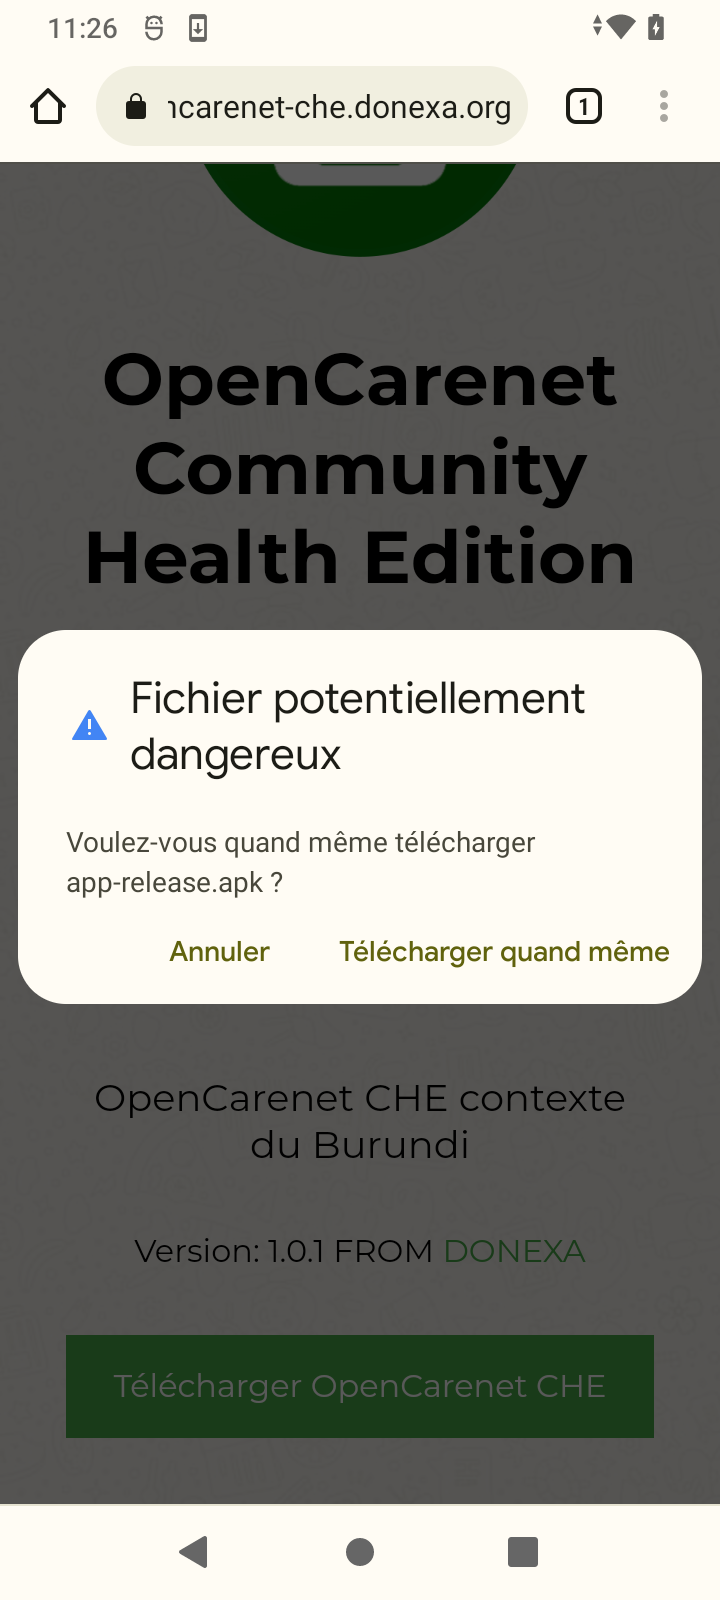 11:26
ncarenet-che.donexa.org
1
OpenCarenet
Community
Health Edition
Fichier potentiellement
dangereux
Voulez-vous quand même télécharger
app-release.apk ?
Annuler
Télécharger quand même
OpenCarenet CHE contexte
du Burundi
Version: 1.0.1 FROM DONEXA
Télécharger OpenCarenet CHE